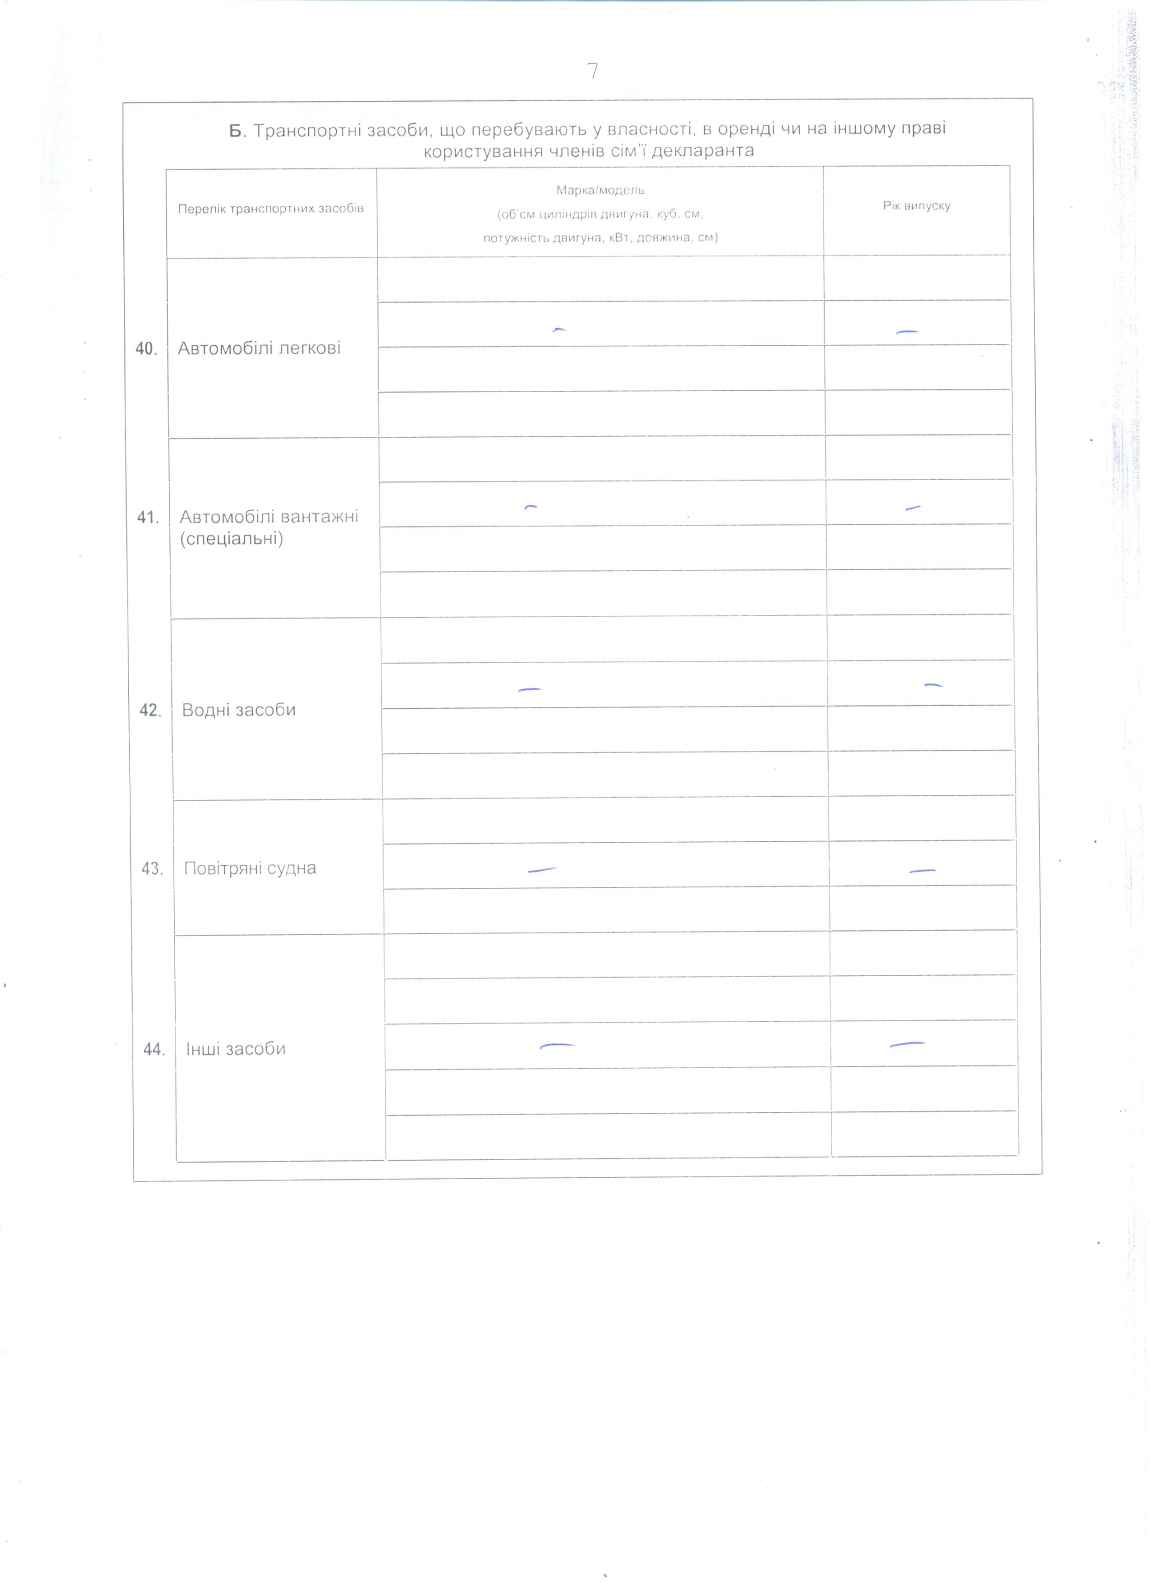 7
Б. Транспортні засоби, що перебувають у власності, в оренді чи на іншому праві
користування членів сім'ї декларанта
Перелік транспортних засобів
Марка/модель
(об'єм циліндрів двигуна, куб. см,
потужність двигуна, кВт, довжина, см)
Рік випуску
40. Автомобілі легкові – –
41. Автомобілі вантажні
(спеціальні) – –
42. Водні засоби – –
43. Повітряні судна – –
44. Інші засоби – –